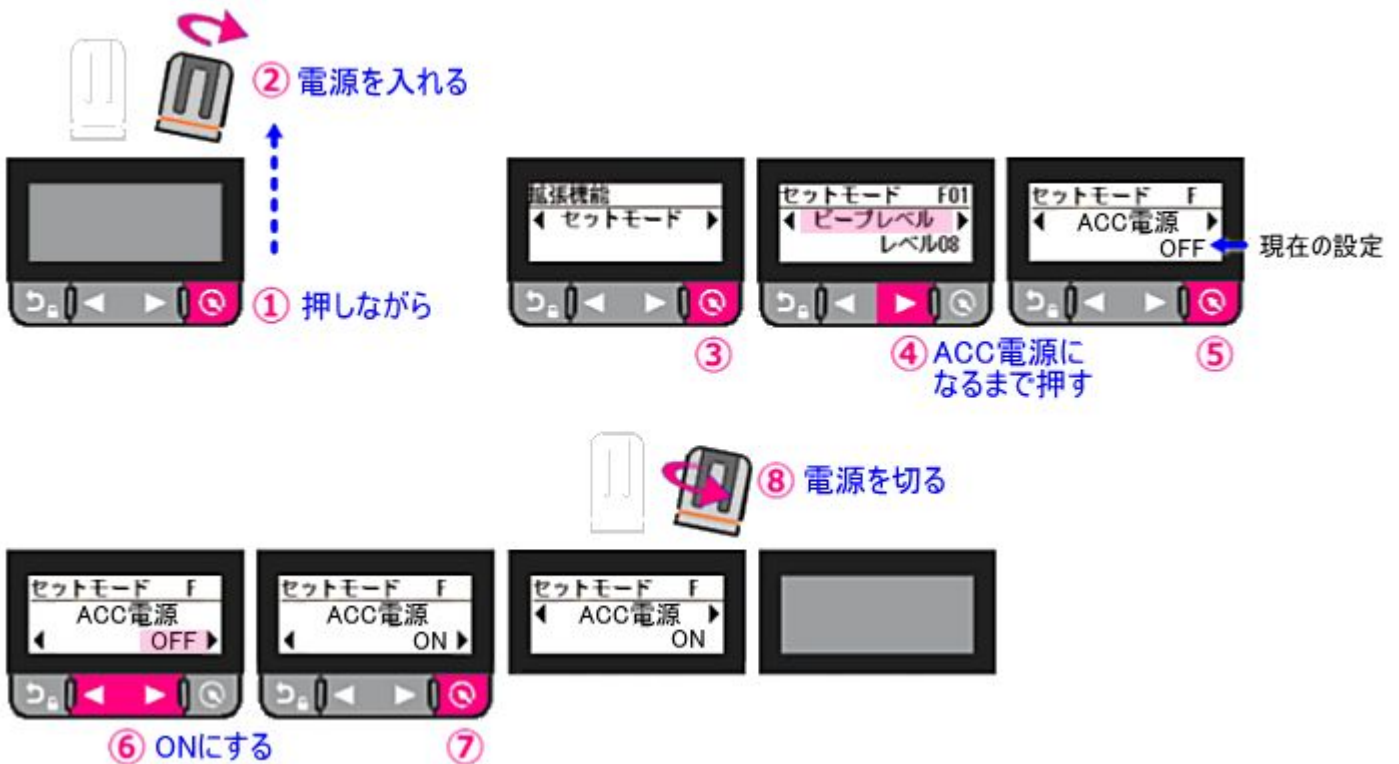 ② 電源を入れる
① 押しながら
拡張機能
セットモード
③
セットモード F01
ビープレベル
レベル08
④ ACC電源に
なるまで押す
セットモード F
ACC電源
OFF
現在の設定
⑤
セットモード F
ACC電源
OFF
⑥ ONにする
セットモード F
ACC電源
ON
⑦
⑧ 電源を切る
セットモード F
ACC電源
ON